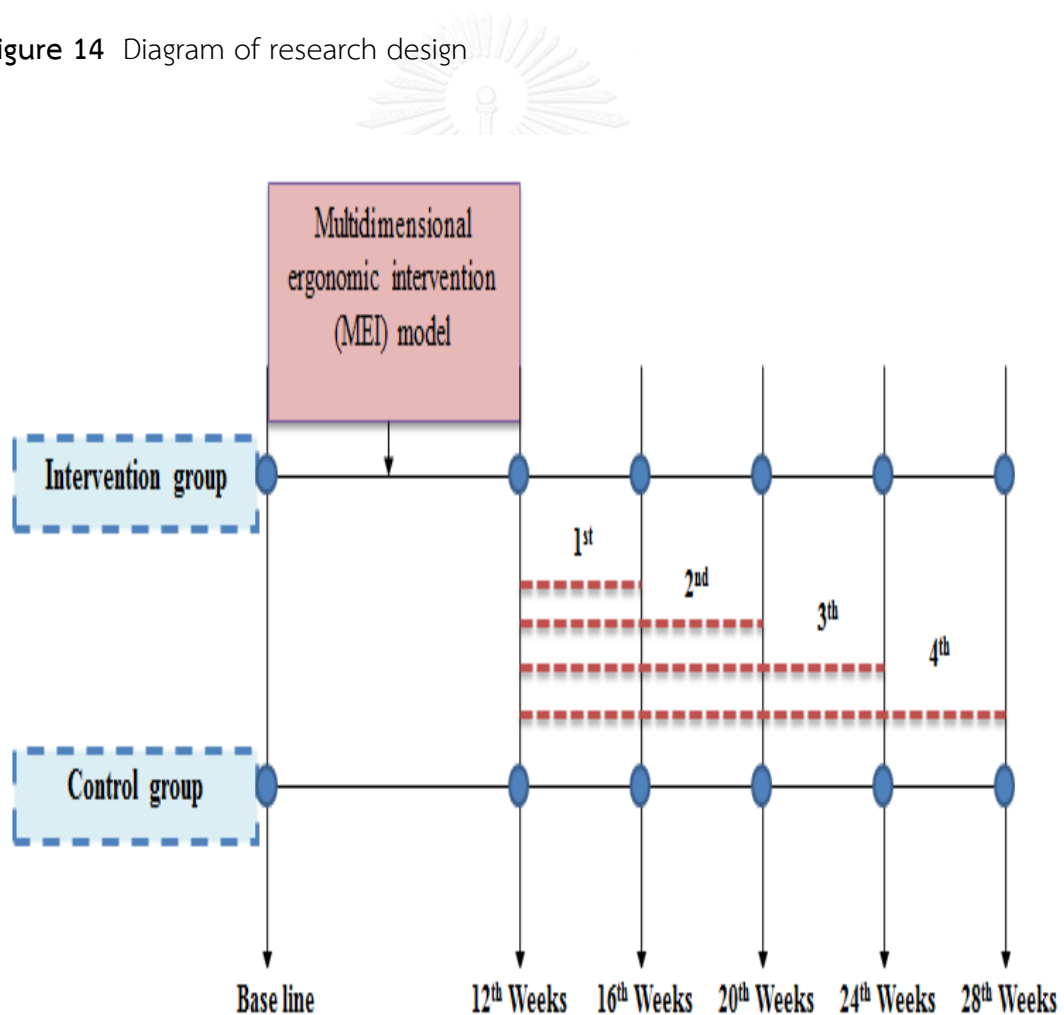 igure 14 Diagram of research design
Multidimensional
ergonomic intervention
(MEI) model
Intervention group
1st
2nd
3th
4th
Control group
Base line
12th Weeks
16th Weeks
20th Weeks
24th Weeks
28th Weeks